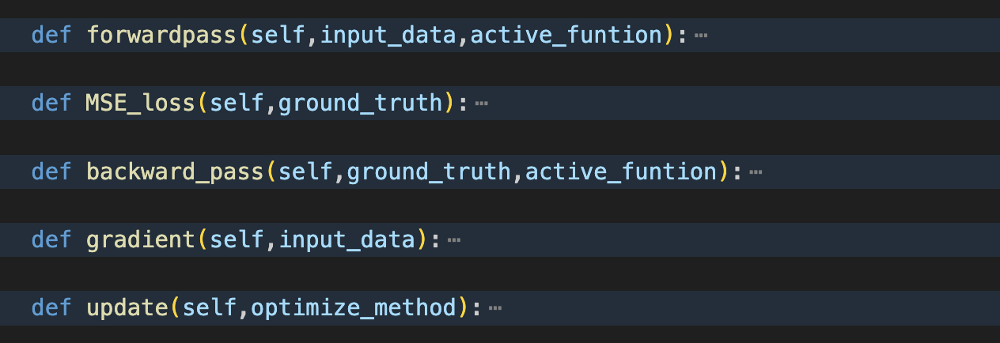 def forwardpass(self,input_data,active_funtion):⋯
def MSE_loss(self,ground_truth):⋯
def backward_pass(self,ground_truth,active_funtion):⋯
def gradient(self,input_data):⋯
def update(self,optimize_method):⋯